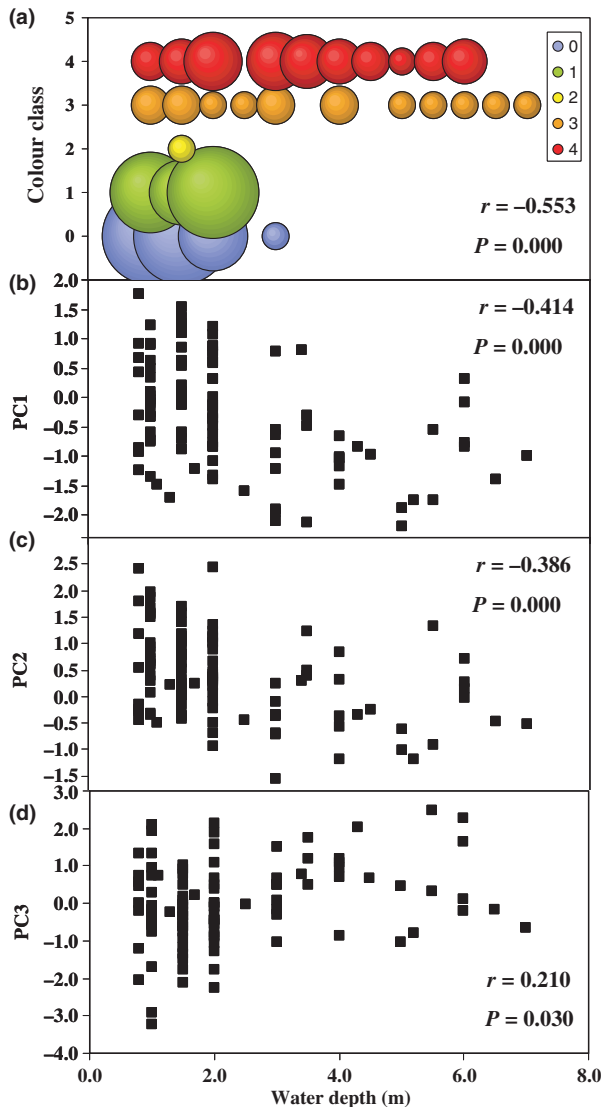 (a)
5
4
3
2
1
0
Colour class
0
1
2
3
4
r = –0.553
P = 0.000
(b)
2.0
1.5
1.0
0.5
0.0
–0.5
–1.0
–1.5
–2.0
PC1
r = –0.414
P = 0.000
(c)
2.5
2.0
1.5
1.0
0.5
0.0
–0.5
–1.0
–1.5
PC2
r = –0.386
P = 0.000
(d)
3.0
2.0
1.0
0.0
–1.0
–2.0
–3.0
–4.0
PC3
r = 0.210
P = 0.030
0.0 2.0 4.0 6.0 8.0
Water depth (m)